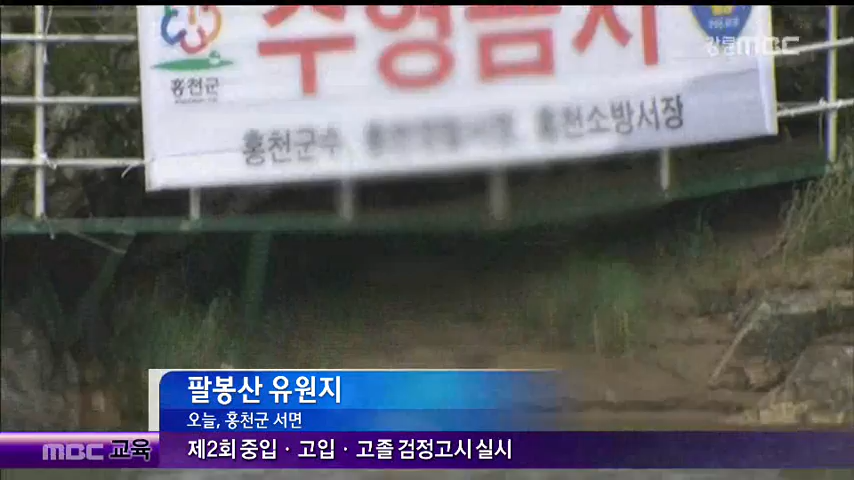 수영금지
강릉MBC
홍천군
홍천군수, 홍천소방서장
팔봉산 유원지
오늘, 홍천군 서면
MBC 교육
제2회 중입 · 고입 · 고졸 검정고시 실시